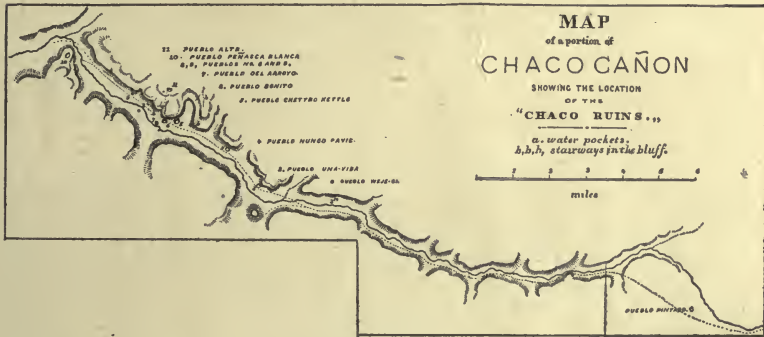 MAP
of a portion of
CHACO CAÑON
SHOWING THE LOCATION
OF THE
"CHACO RUINS.„
a. water pockets.
b,b,b, stairways in the bluff.
1 2 3 4 5 6
miles
11 PUEBLO ALTO.
10- PUEBLO PEÑASCA BLANCA
8,9, PUEBLOS NO. 8 AND 9.
7. PUEBLO DEL ARROYO.
6. PUEBLO BONITO
5. PUEBLO CHETTRO KETTLE
4 PUEBLO HUNGO PAVIE.
3. PUEBLO UNA-VIDA
2 PUEBLO WEJE-GI.
PUEBLO PINTADO.